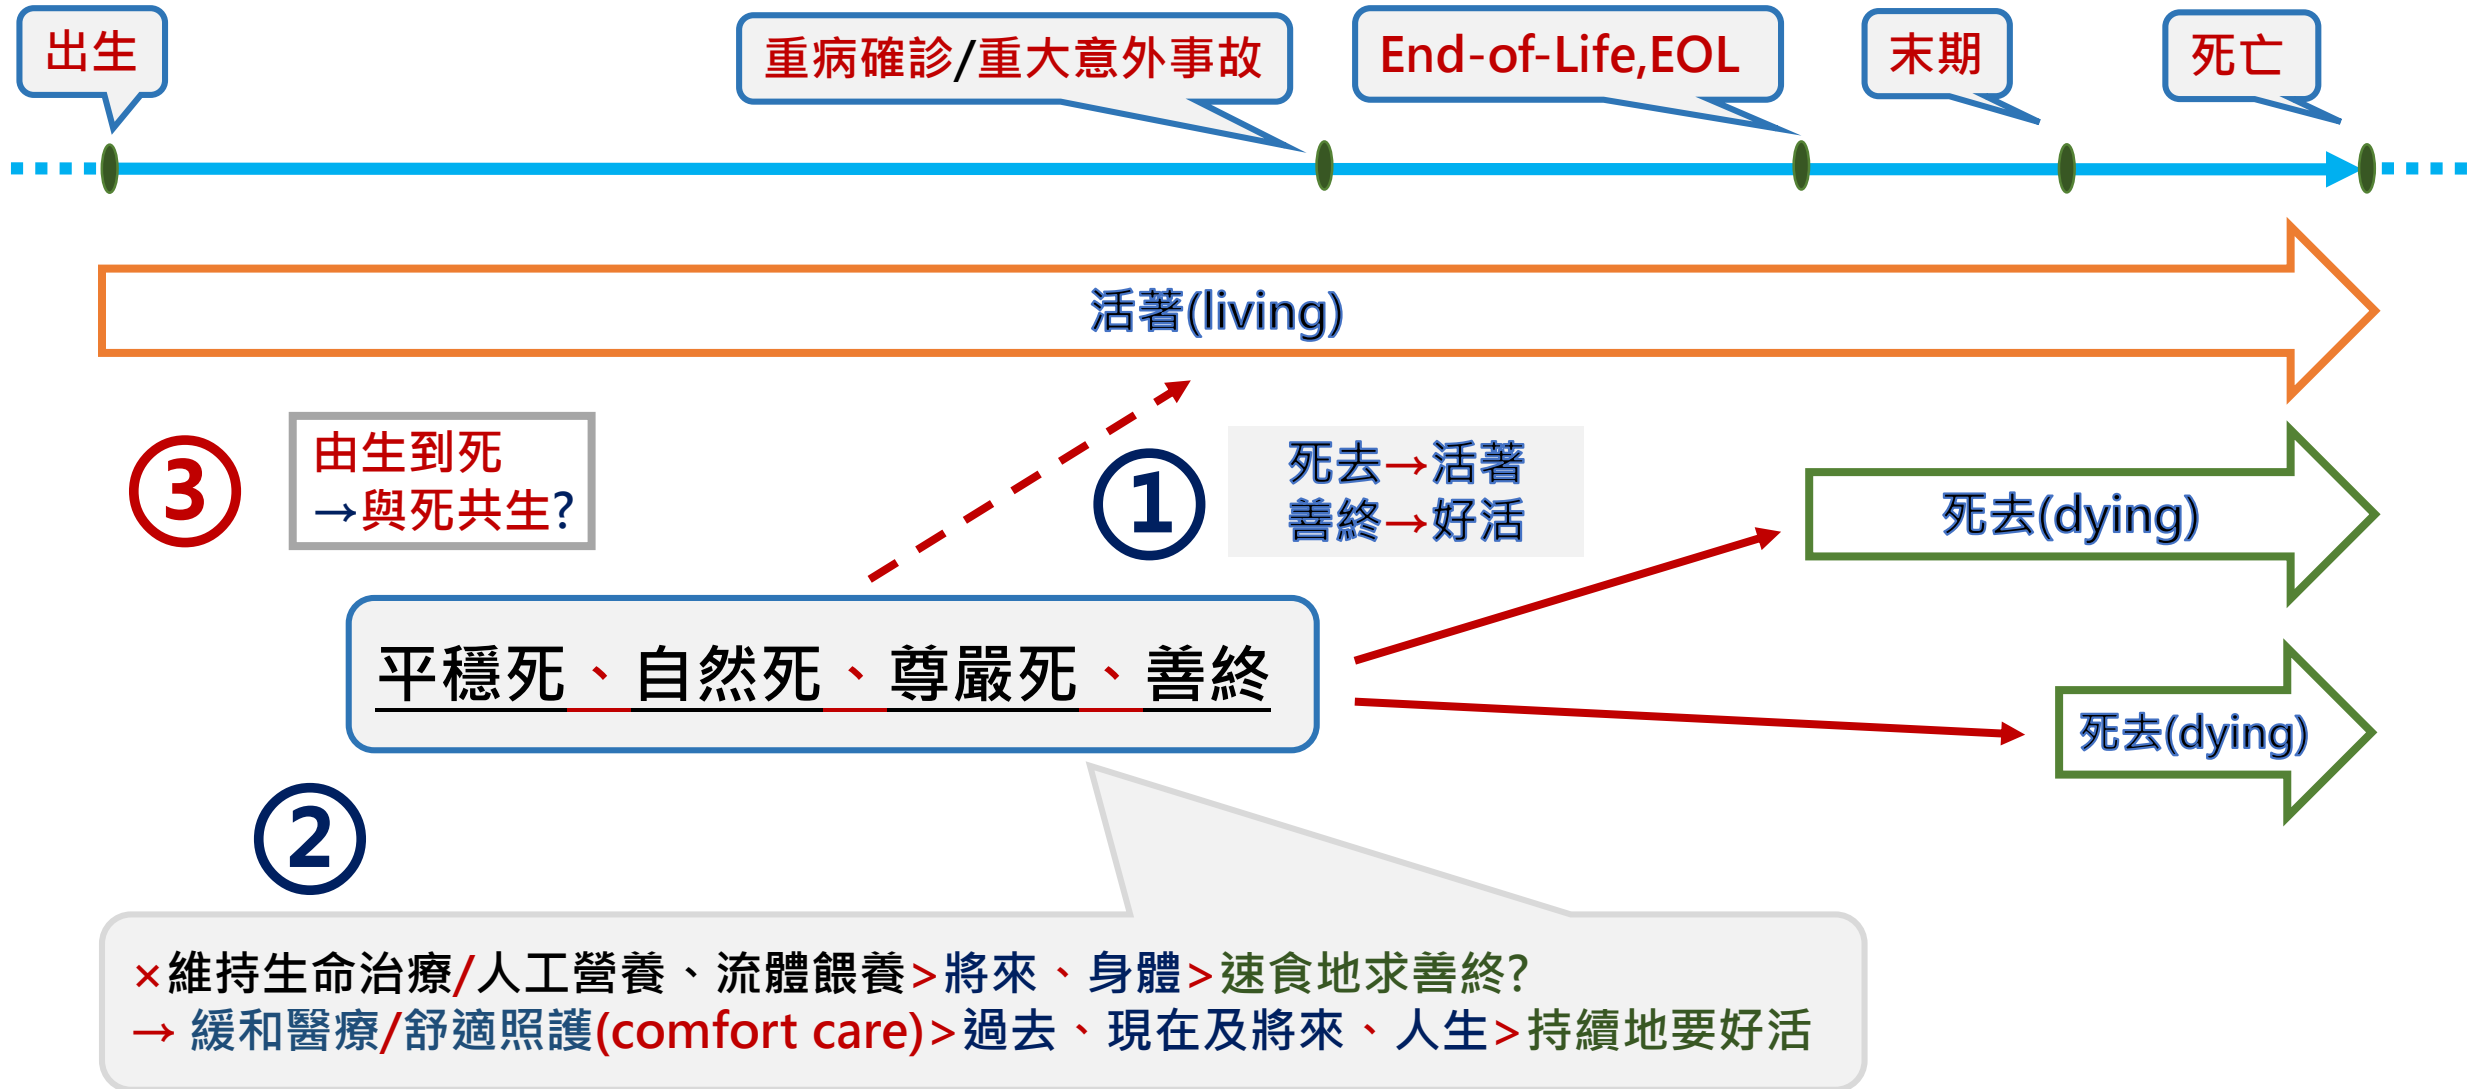 出生
重病確診/重大意外事故
End-of-Life,EOL
末期
死亡
活著(living)
③
由生到死
→與死共生?
①
死去→活著
善終→好活
死去(dying)
平穩死、自然死、尊嚴死、善終
死去(dying)
②
×維持生命治療/人工營養、流體餵養>將來、身體>速食地求善終?
→ 緩和醫療/舒適照護(comfort care)>過去、現在及將來、人生>持續地要好活